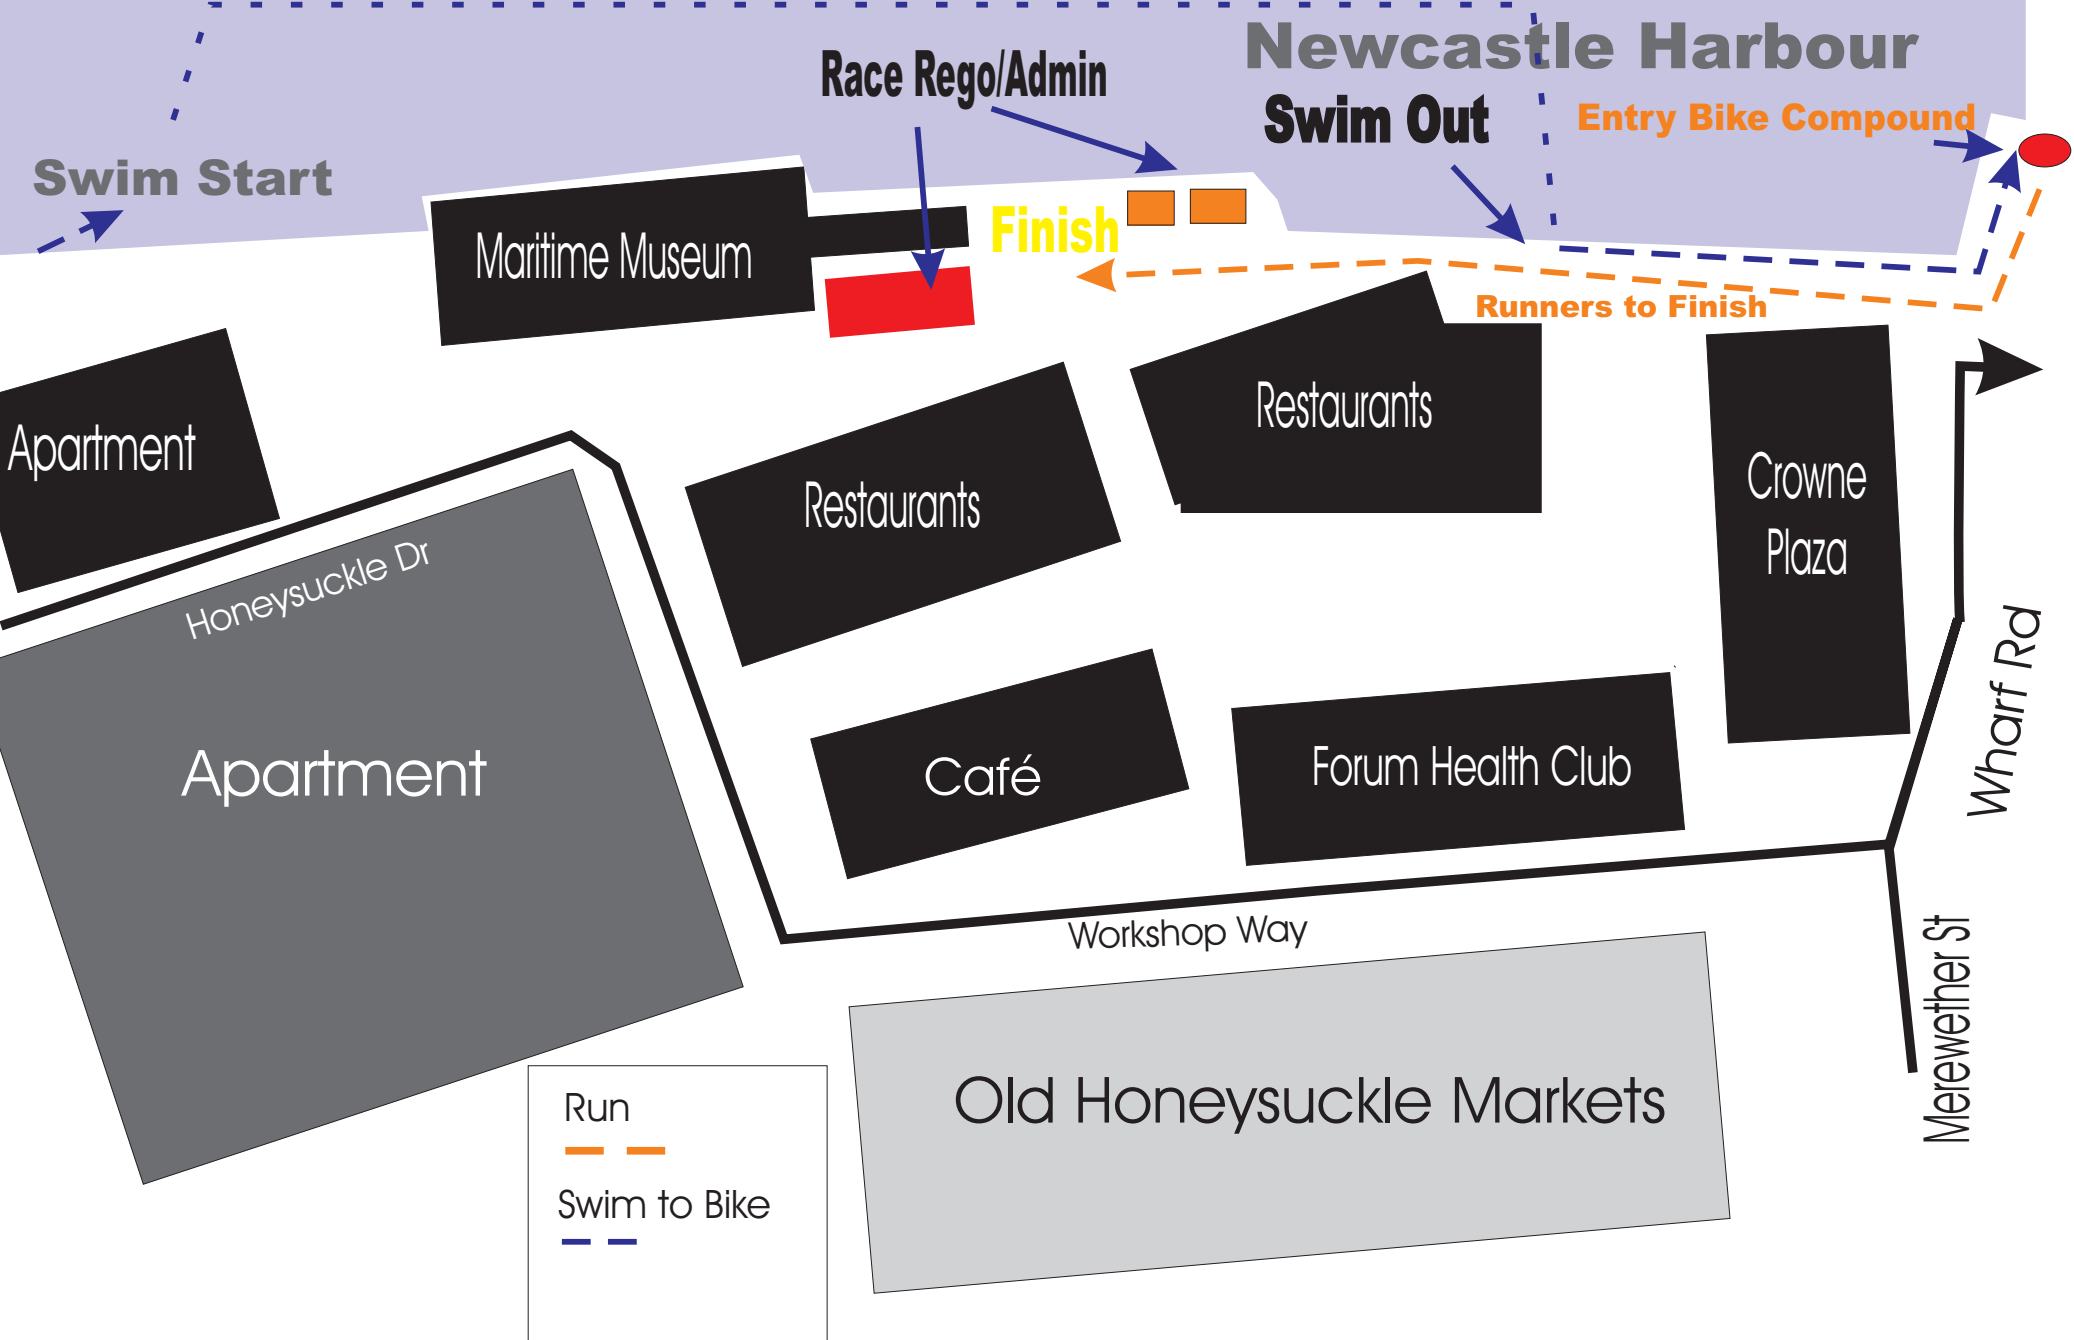 Newcastle Harbour
Race Rego/Admin
Swim Out
Entry Bike Compound
Swim Start
Finish
Maritime Museum
Runners to Finish
Restaurants
Apartment
Restaurants
Crowne
Plaza
Honeysuckle Dr
Wharf Rd
Apartment
Café
Forum Health Club
Workshop Way
Merewether St
Old Honeysuckle Markets
Run
Swim to Bike